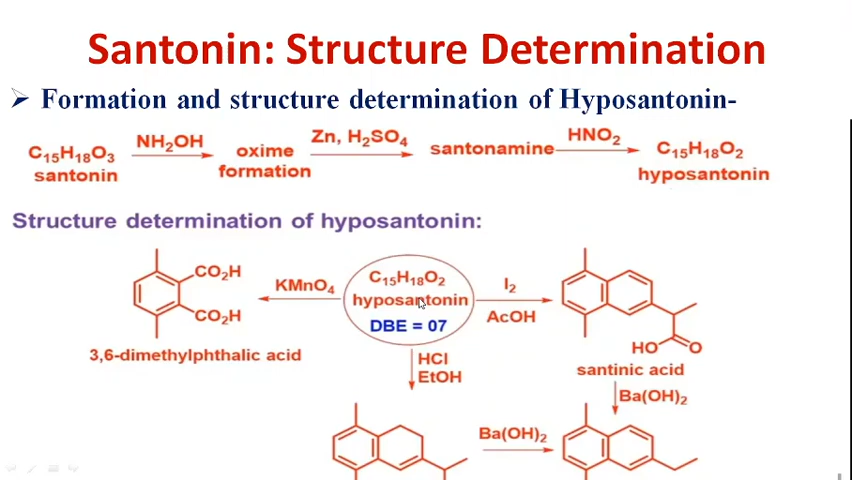 Santonin: Structure Determination
➢ Formation and structure determination of Hyposantonin-
C₁₅H₁₈O₃ NH₂OH oxime Zn, H₂SO₄ santonamine HNO₂ C₁₅H₁₈O₂
santonin formation hyposantonin
Structure determination of hyposantonin:
CO₂H
CO₂H
3,6-dimethylphthalic acid
KMnO₄
C₁₅H₁₈O₂
hyposantonin
DBE = 07
I₂
AcOH
HO O
santinic acid
HCl
EtOH
Ba(OH)₂
Ba(OH)₂